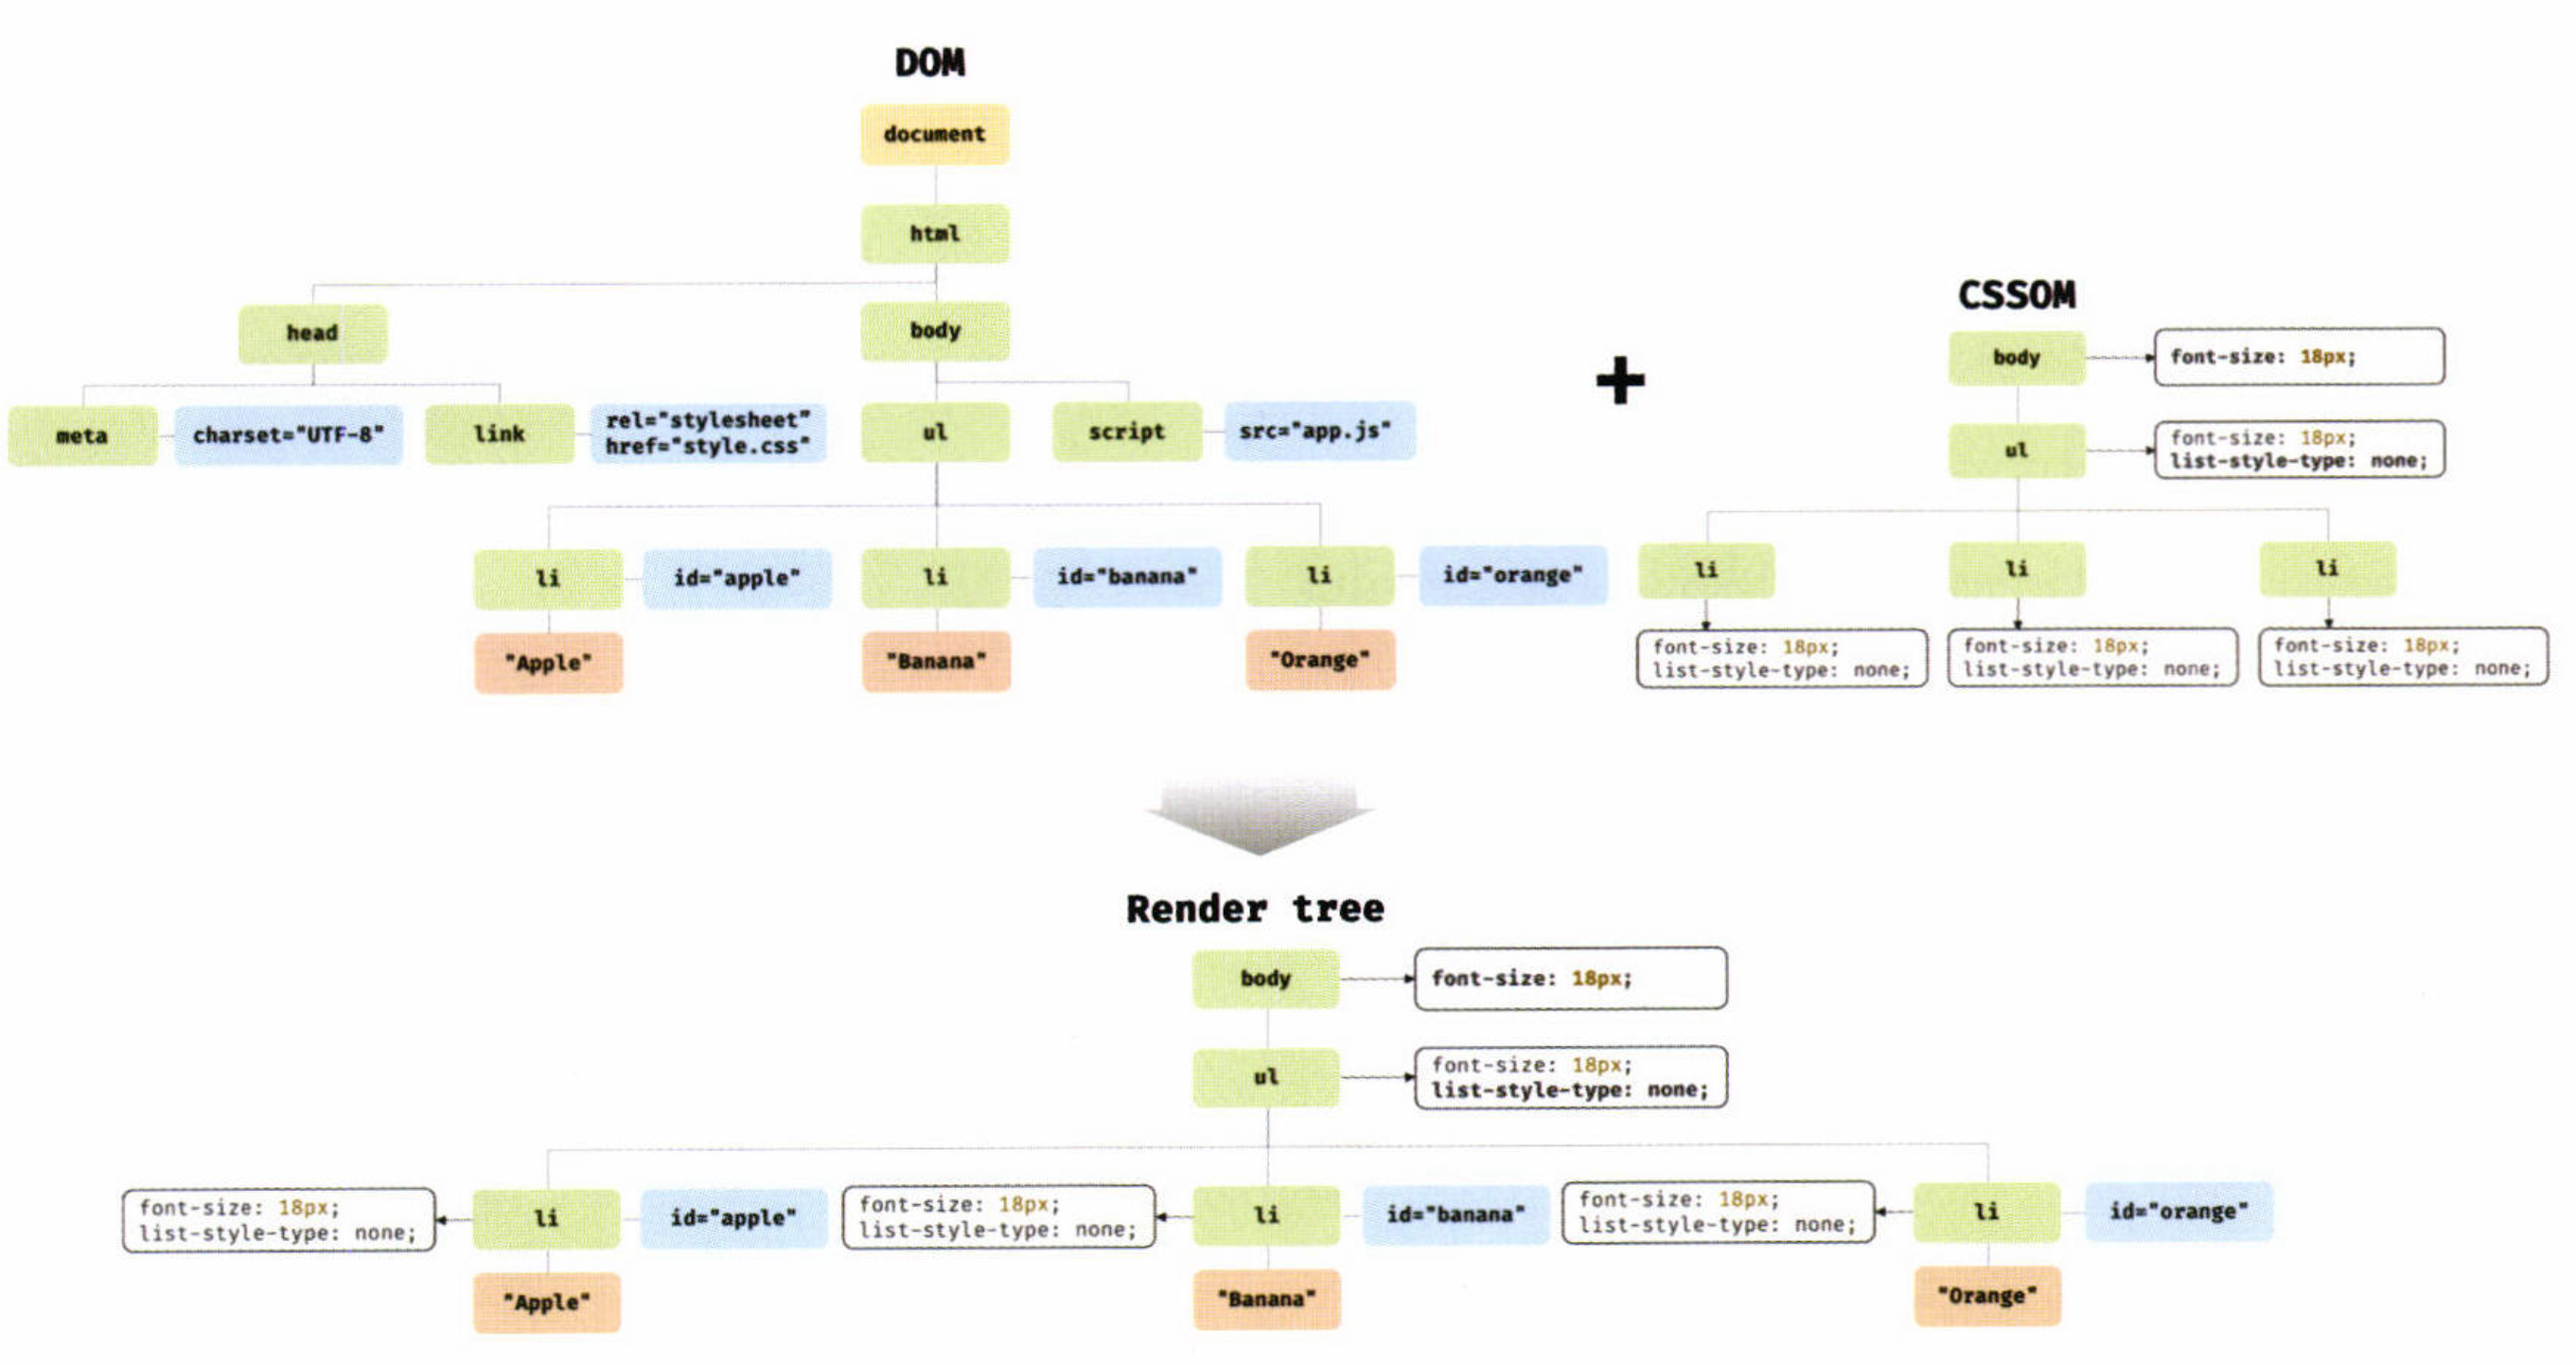 DOM
document
html
head
body
meta
charset="UTF-8"
link
rel="stylesheet"
href="style.css"
ul
script
src="app.js"
li
id="apple"
li
id="banana"
li
id="orange"
"Apple"
"Banana"
"Orange"
+
CSSOM
body
font-size: 18px;
ul
font-size: 18px;
list-style-type: none;
li
li
li
font-size: 18px;
list-style-type: none;
font-size: 18px;
list-style-type: none;
font-size: 18px;
list-style-type: none;
Render tree
body
font-size: 18px;
ul
font-size: 18px;
list-style-type: none;
font-size: 18px;
list-style-type: none;
li
id="apple"
font-size: 18px;
list-style-type: none;
li
id="banana"
font-size: 18px;
list-style-type: none;
li
id="orange"
"Apple"
"Banana"
"Orange"